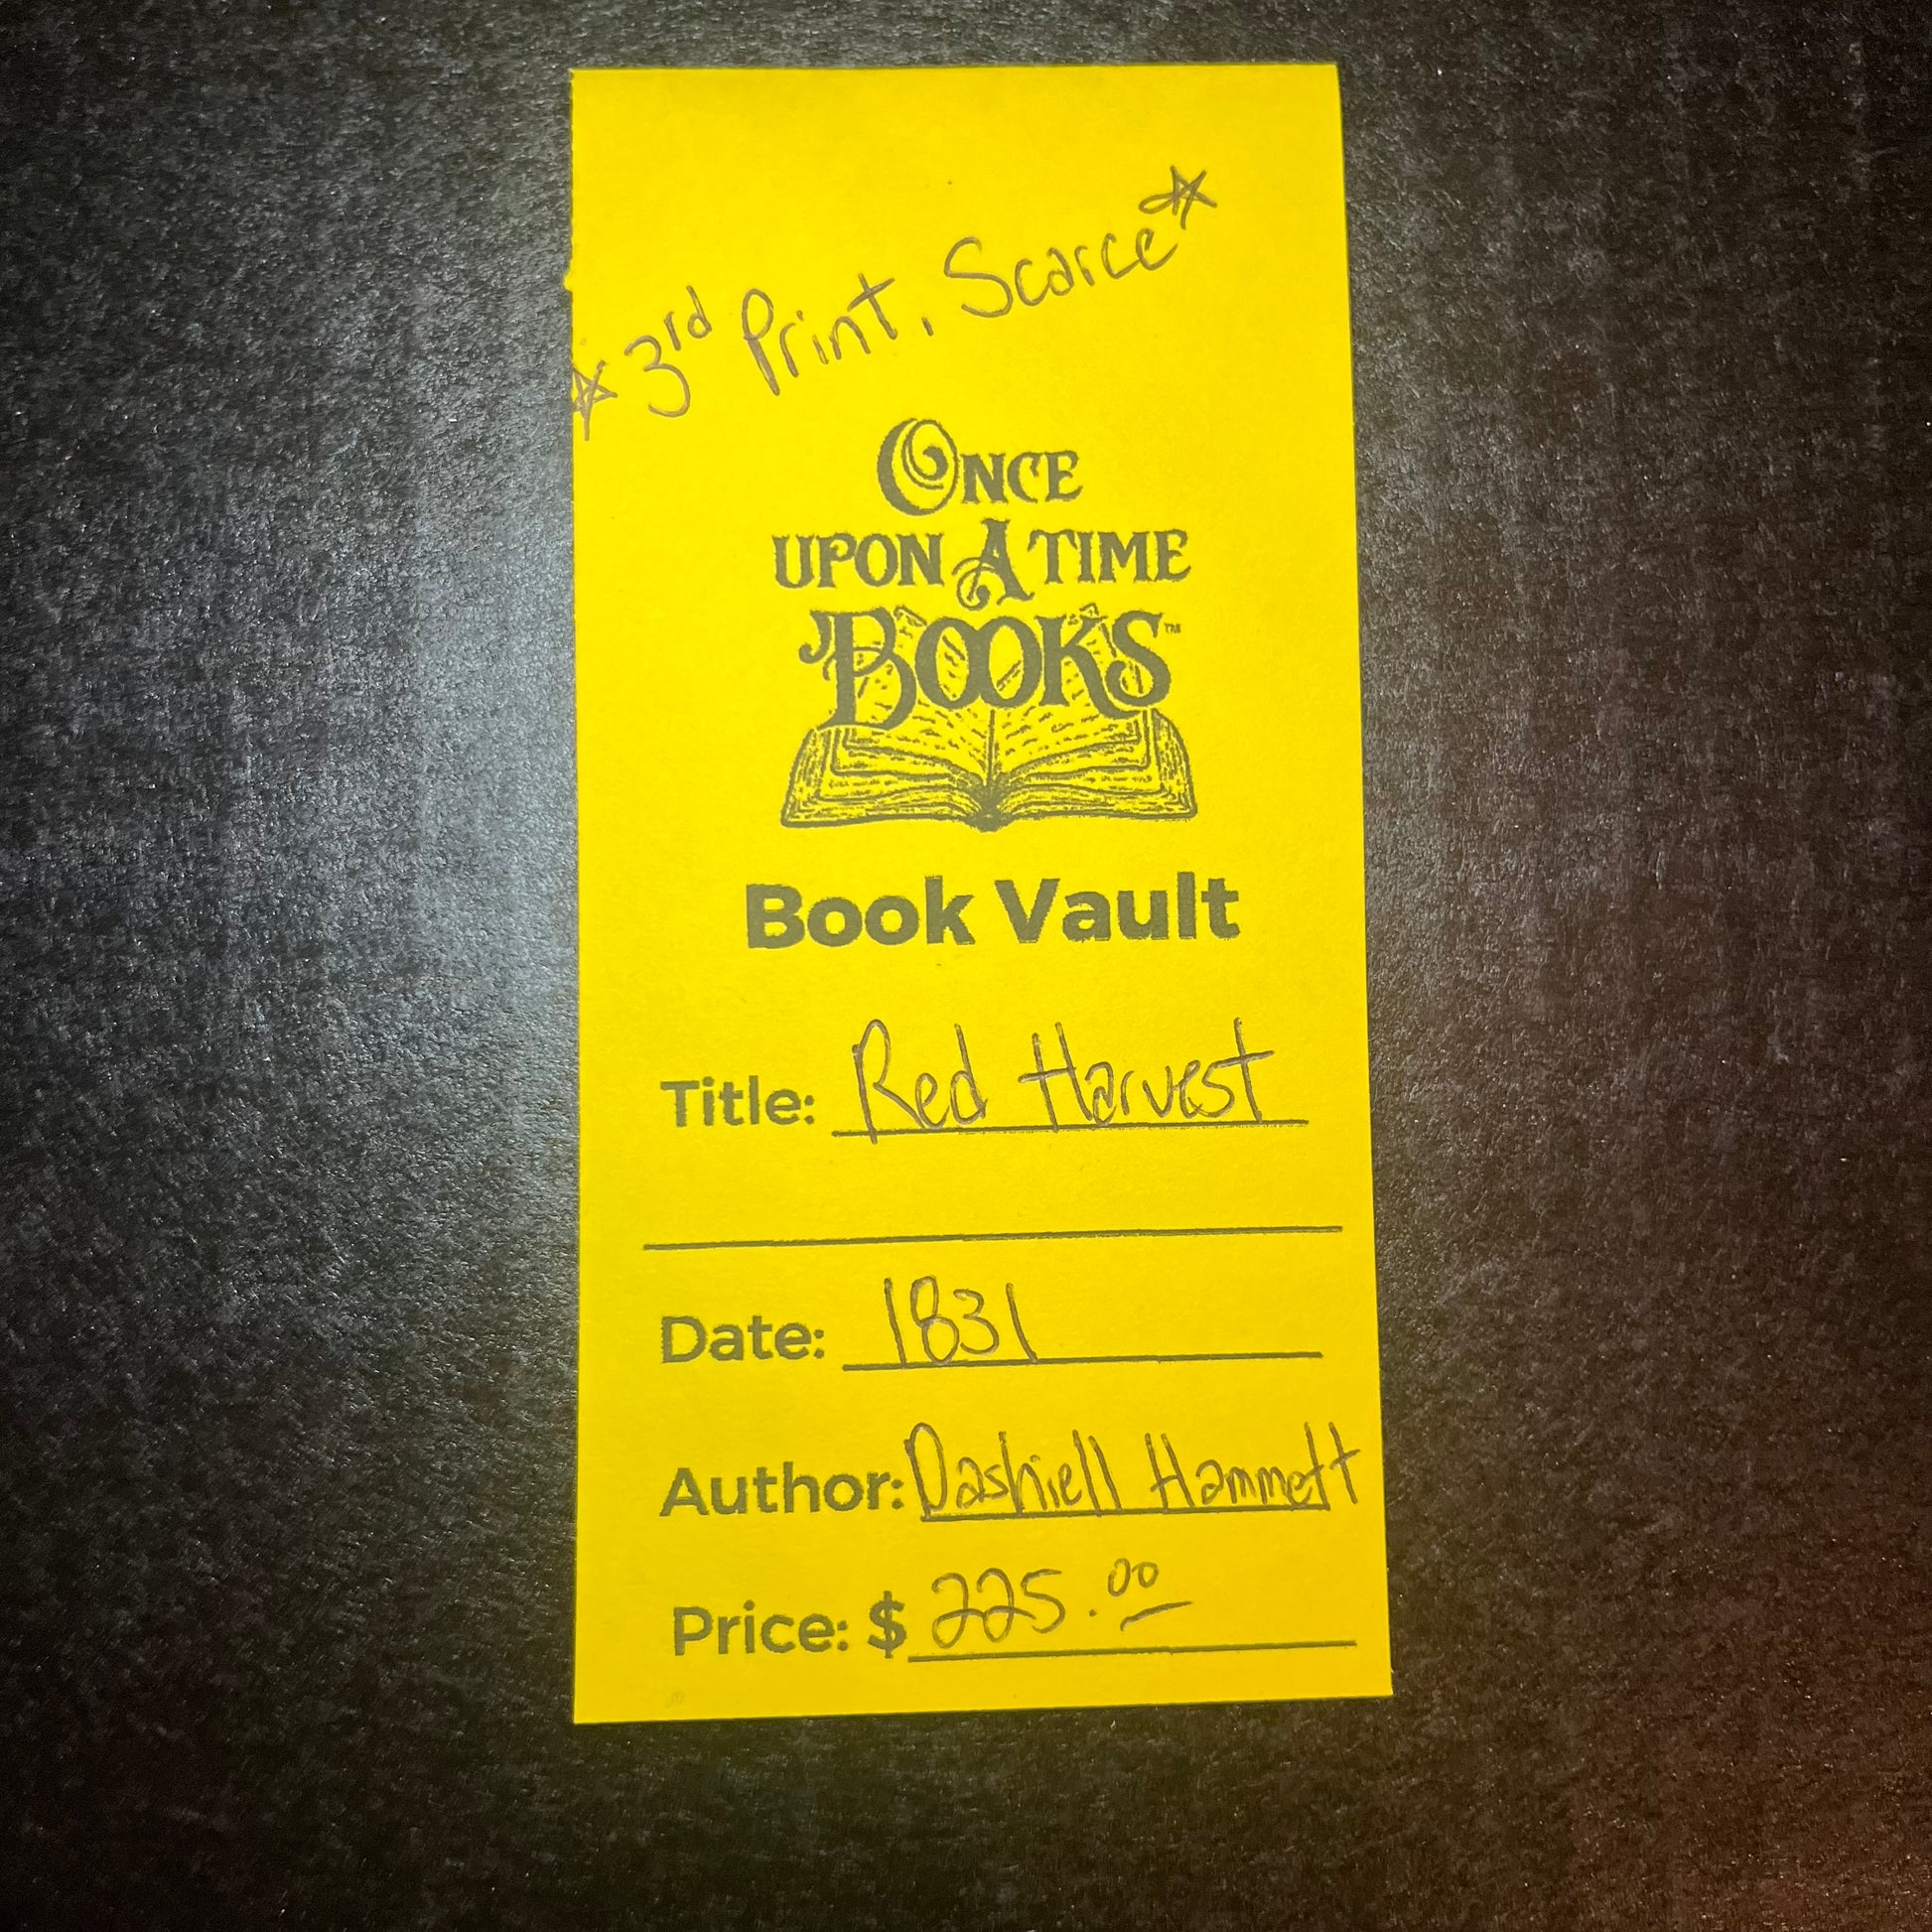 ☆3rd Print, Scarce☆
ONCE
UPON A TIME
BOOKS™
Book Vault
Title: Red Harvest
Date: 1831
Author: Dashiell Hammett
Price: $ 225.00